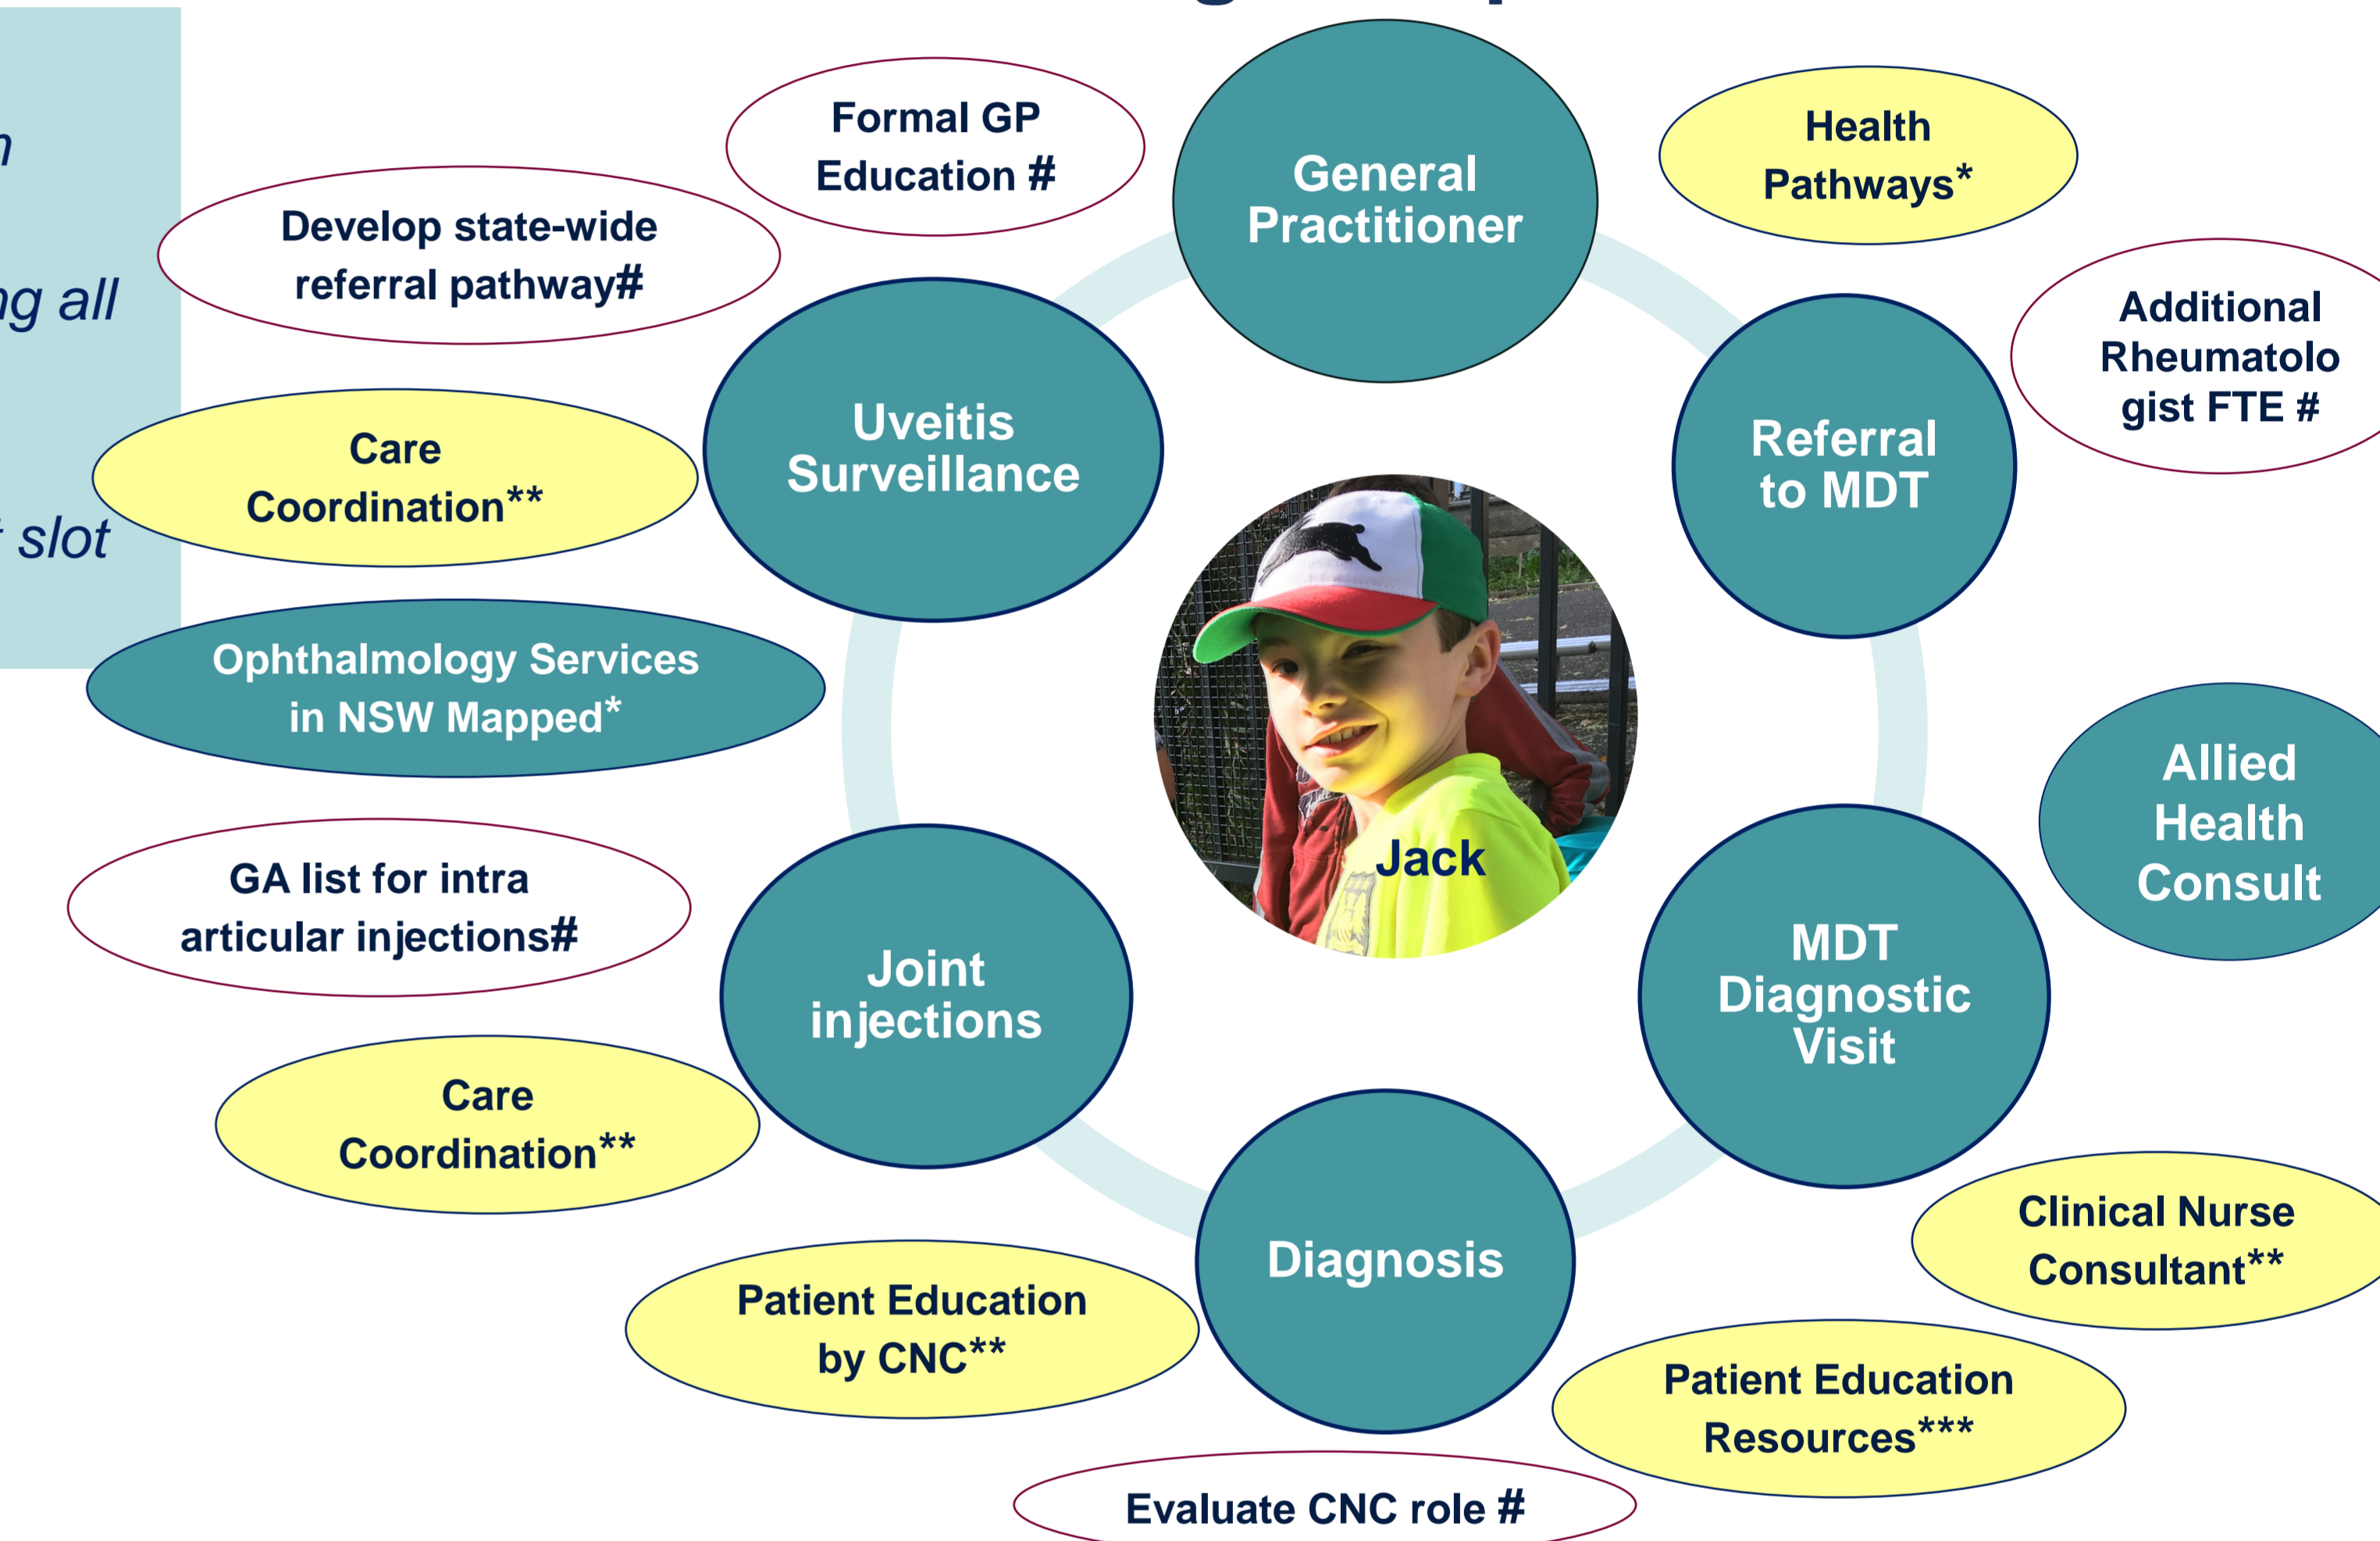 ng all
slot
Formal GP
Education #
General
Practitioner
Health
Pathways*
Develop state-wide
referral pathway#
Additional
Rheumatolo
gist FTE #
Uveitis
Surveillance
Referral
to MDT
Care
Coordination**
Ophthalmology Services
in NSW Mapped*
Allied
Health
Consult
Jack
GA list for intra
articular injections#
Joint
injections
MDT
Diagnostic
Visit
Care
Coordination**
Clinical Nurse
Consultant**
Diagnosis
Patient Education
by CNC**
Patient Education
Resources***
Evaluate CNC role #